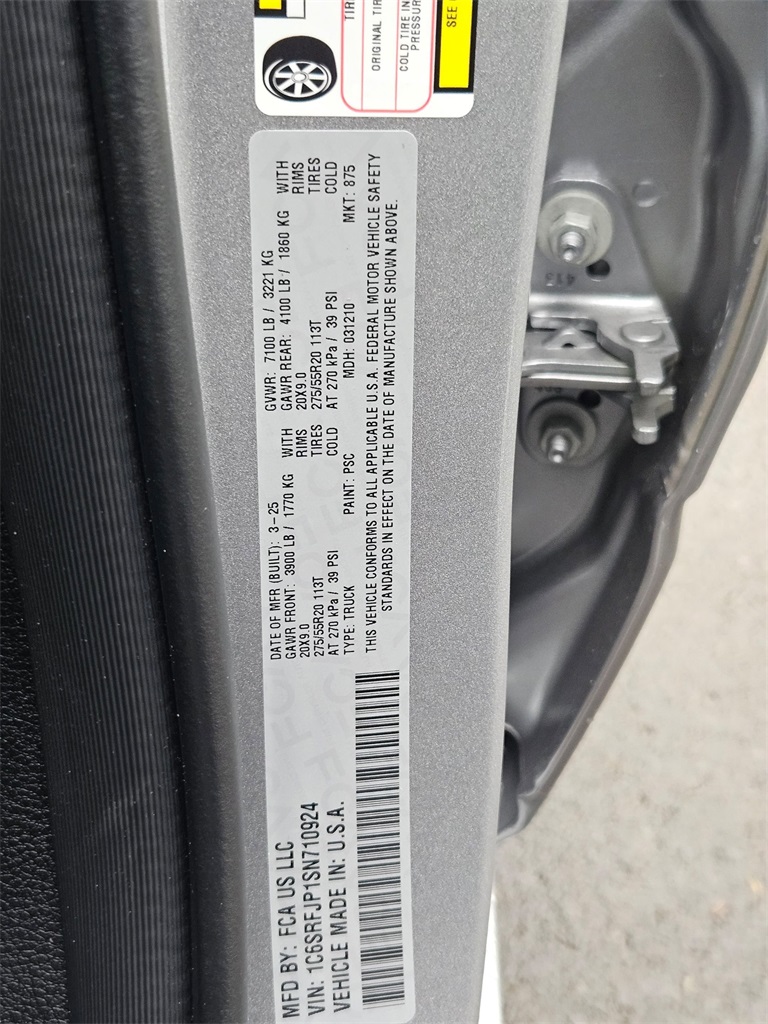 MFD BY: FCA US LLC
VIN: 1C6SRFJP1SN710924
VEHICLE MADE IN: U.S.A.
DATE OF MFR (BUILT): 3-25 GVWR: 7100 LB / 3221 KG
GAWR FRONT: 3900 LB / 1770 KG WITH GAWR REAR: 4100 LB / 1860 KG WITH
20X9.0 RIMS 20X9.0 RIMS
275/55R20 113T TIRES 275/55R20 113T TIRES
AT 270 kPa / 39 PSI COLD AT 270 kPa / 39 PSI COLD
TYPE: TRUCK PAINT: PSC MDH: 031210 MKT: 875
THIS VEHICLE CONFORMS TO ALL APPLICABLE U.S.A. FEDERAL MOTOR VEHICLE SAFETY
STANDARDS IN EFFECT ON THE DATE OF MANUFACTURE SHOWN ABOVE.
ORIGINAL TIR
COLD TIRE IN
PRESSUR
SEE
413